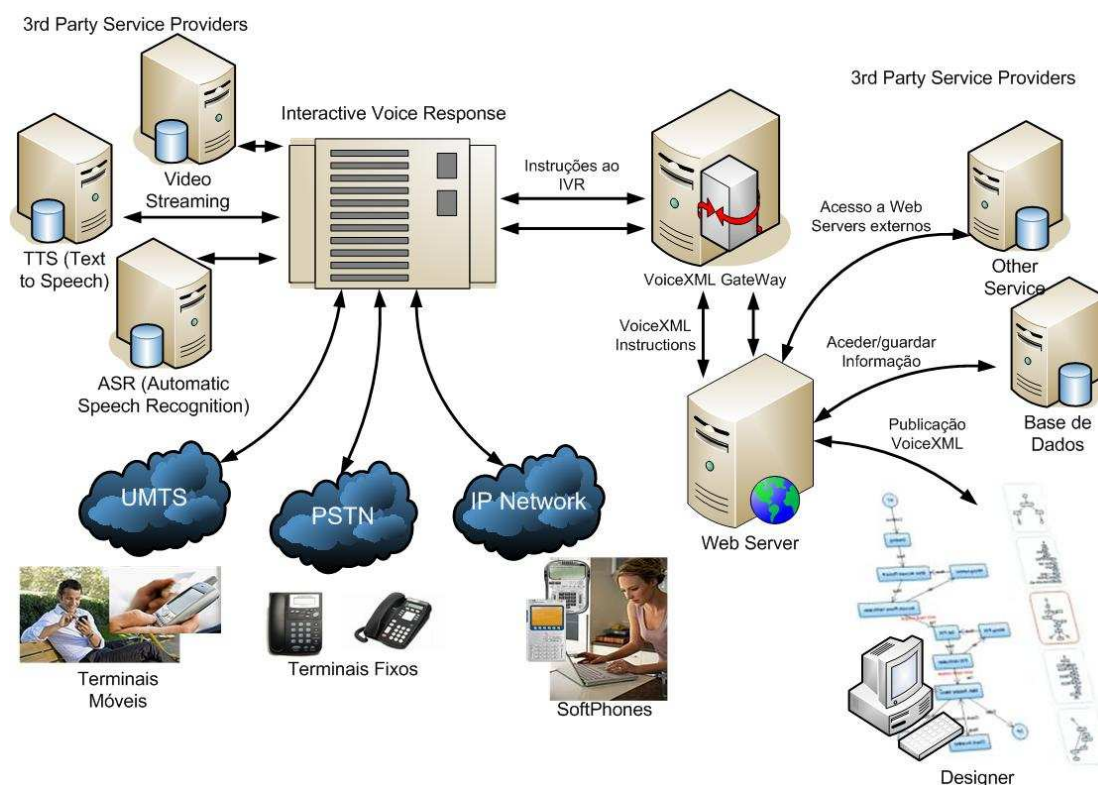 3rd Party Service Providers
3rd Party Service Providers
Interactive Voice Response
Video
Streaming
TTS (Text
to Speech)
ASR (Automatic
Speech Recognition)
Instruções ao
IVR
VoiceXML GateWay
VoiceXML
Instructions
Acesso a Web
Servers externos
Other
Service
Aceder/guardar
Informação
Base de
Dados
Publicação
VoiceXML
Web Server
UMTS
PSTN
IP Network
Terminais
Móveis
Terminais Fixos
SoftPhones
Designer